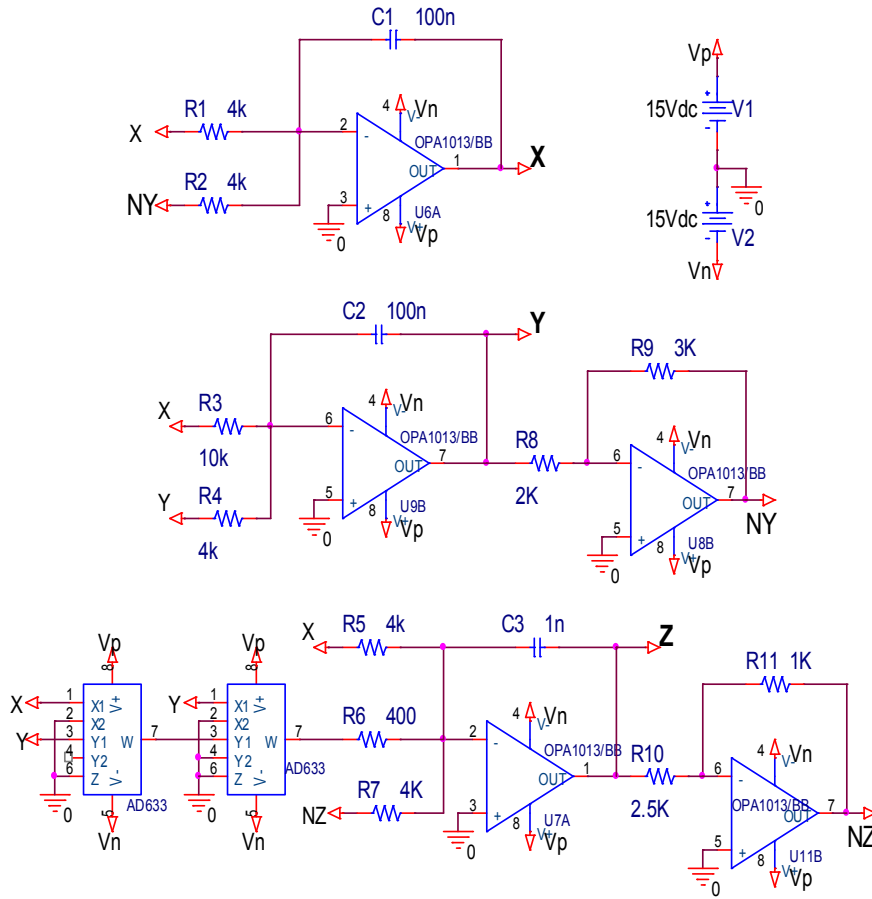 C1 100n
R1 4k
X
R2 4k
NY
2
-
3
+
4
V-
Vn
OPA1013/BB
OUT
1
X
U6A
8
V+
Vp
0
Vp
15Vdc
V1
+
-
0
15Vdc
V2
+
-
Vn
C2 100n
Y
X
R3
10k
Y
R4
4k
6
-
5
+
4
V-
Vn
OPA1013/BB
OUT
7
U9B
8
V+
Vp
0
R8
2K
R9 3K
6
-
5
+
4
V-
Vn
OPA1013/BB
OUT
7
NY
U8B
8
V+
Vp
0
Vp
8
X
1
X1
2
X2
Y
3
Y1
4
Y2
6
Z
V+
V-
W
7
AD633
0
5
Vn
Vp
8
Y
1
X1
2
X2
3
Y1
4
Y2
6
Z
V+
V-
W
7
AD633
0
5
Vn
X
R5 4k
R6 400
R7 4K
NZ
C3 1n
Z
2
-
3
+
4
V-
Vn
OPA1013/BB
OUT
1
U7A
8
V+
Vp
0
R10
2.5K
R11 1K
6
-
5
+
4
V-
Vn
OPA1013/BB
OUT
7
NZ
U11B
8
V+
Vp
0